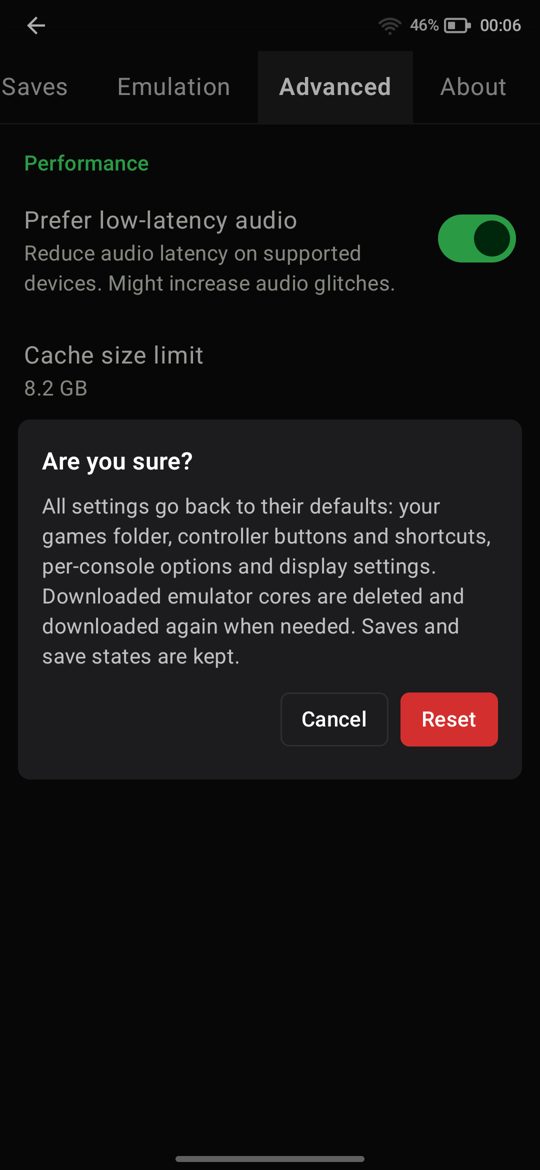 46% 00:06
Saves Emulation Advanced About
Performance
Prefer low-latency audio
Reduce audio latency on supported
devices. Might increase audio glitches.
Cache size limit
8.2 GB
Are you sure?
All settings go back to their defaults: your
games folder, controller buttons and shortcuts,
per-console options and display settings.
Downloaded emulator cores are deleted and
downloaded again when needed. Saves and
save states are kept.
Cancel Reset